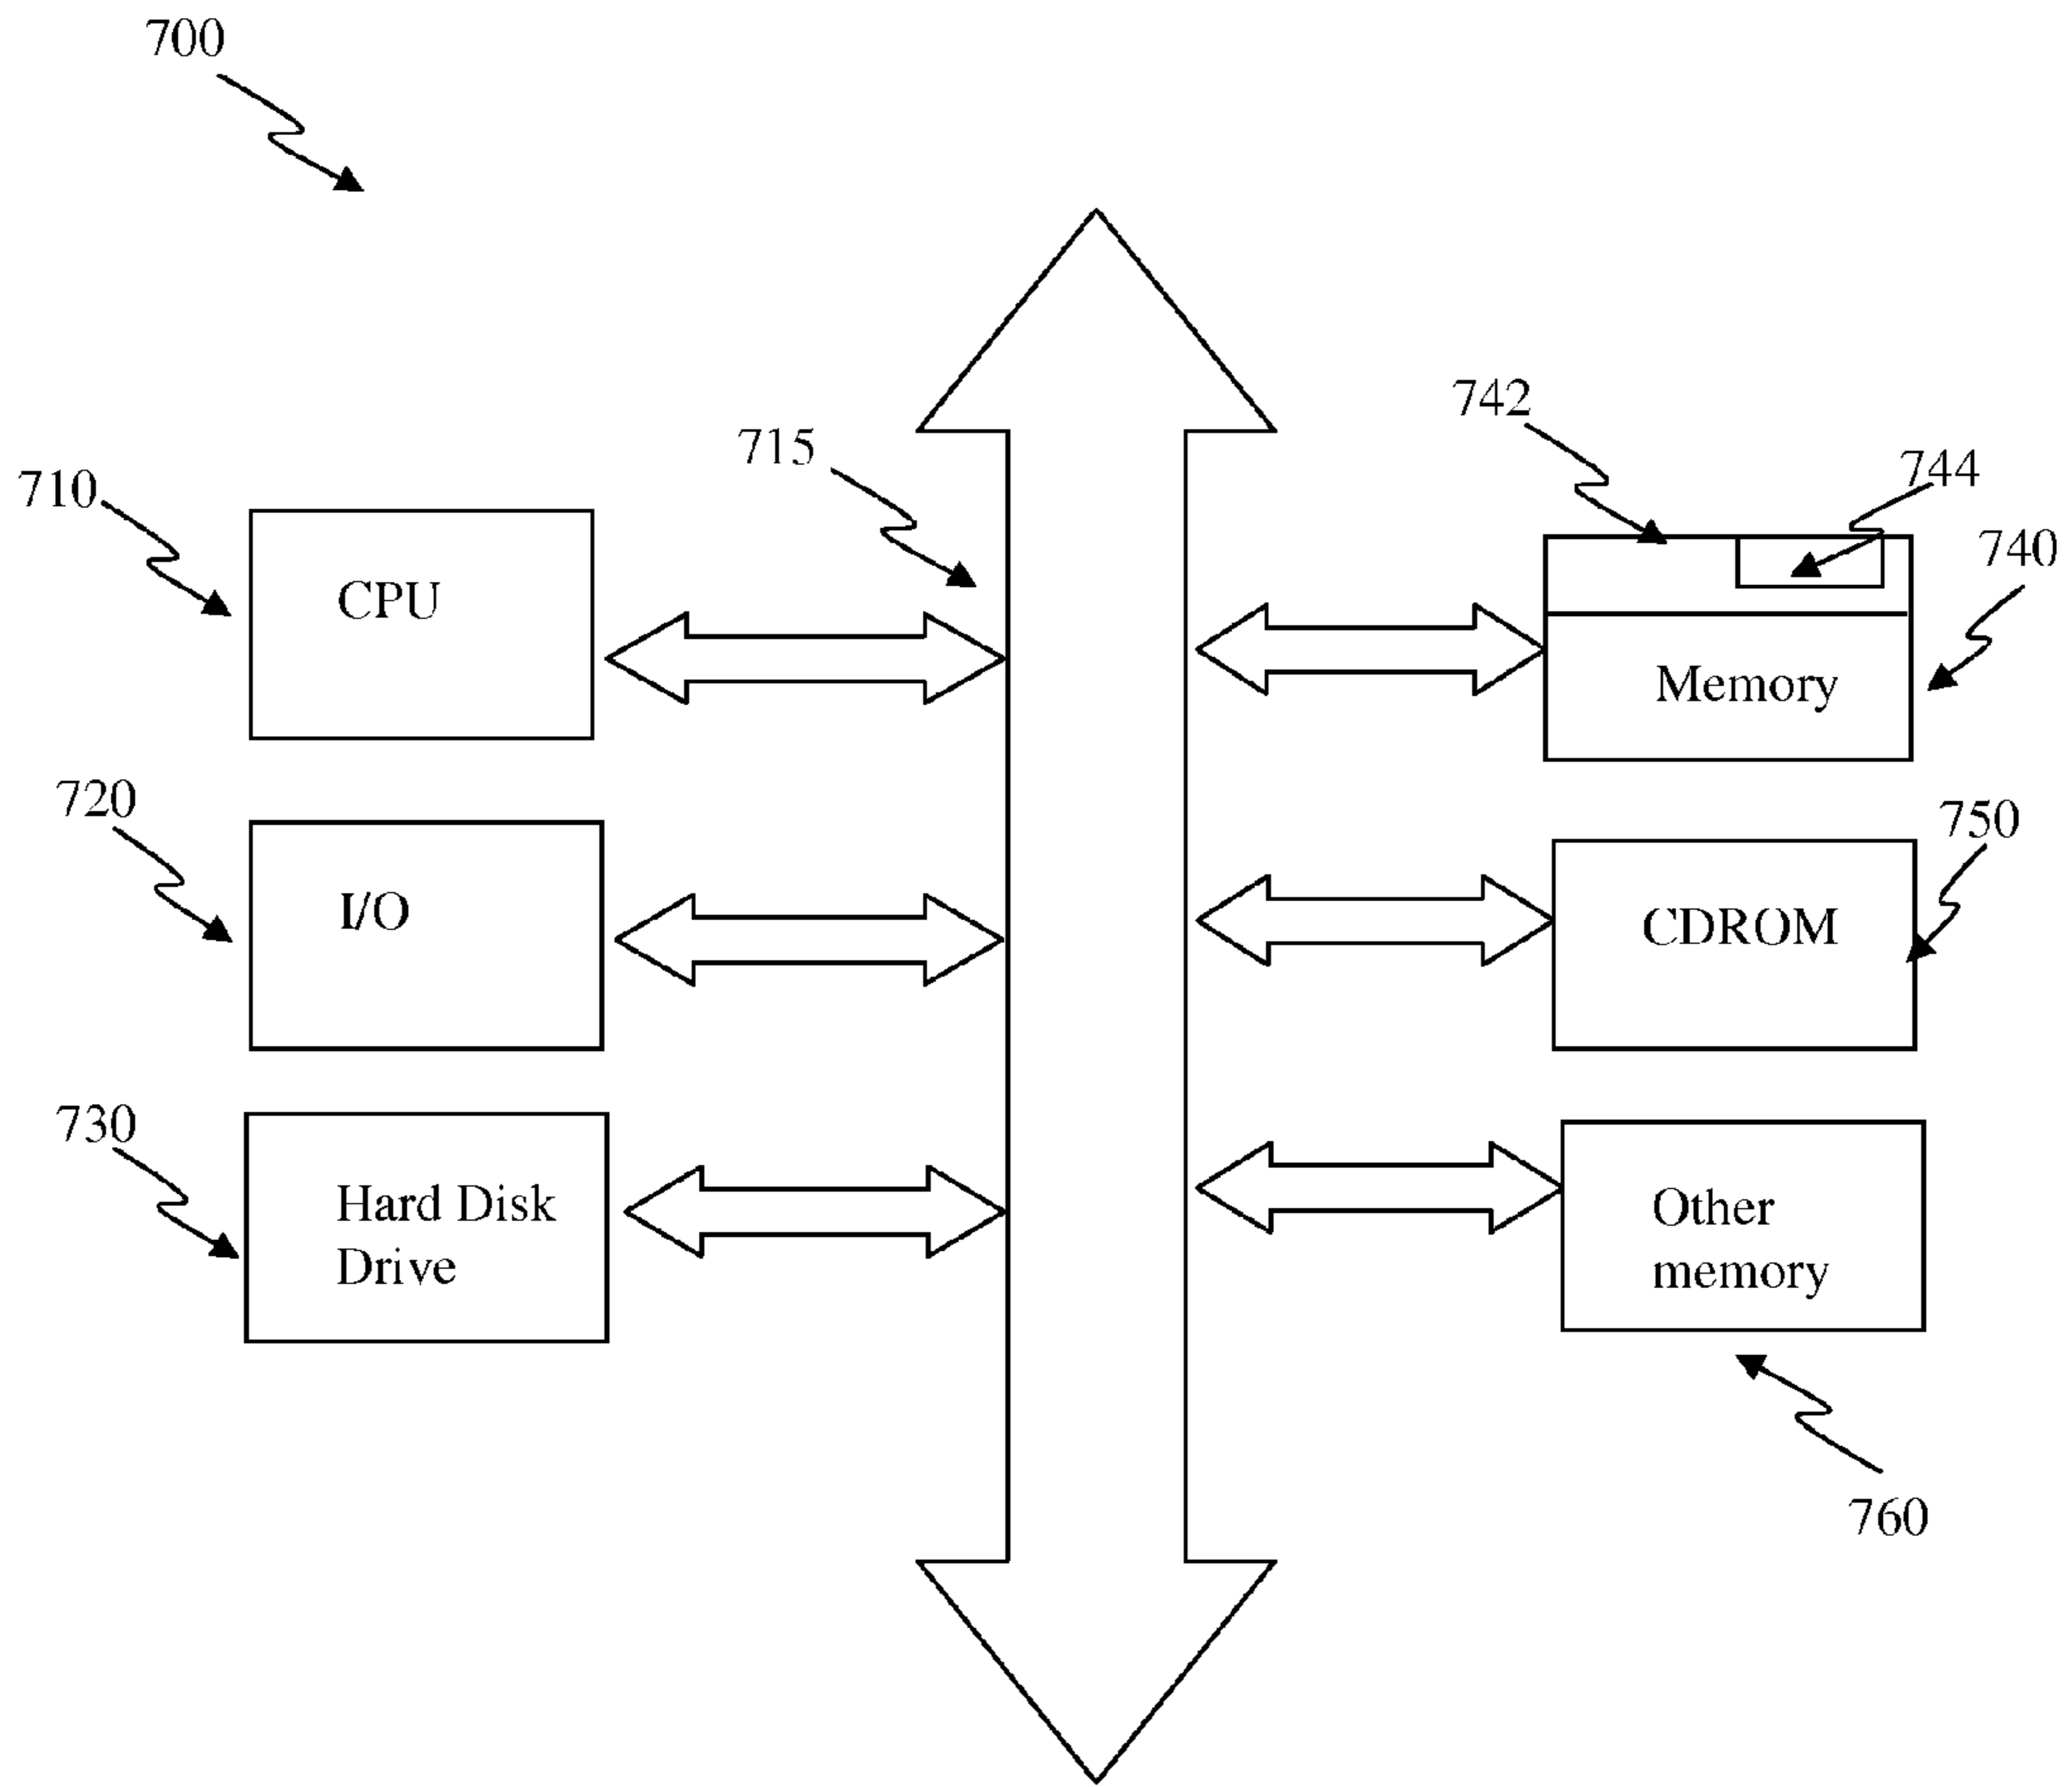 700
742
715
744
710
740
CPU
Memory
720
750
I/O
CDROM
730
Hard Disk
Drive
Other
memory
760